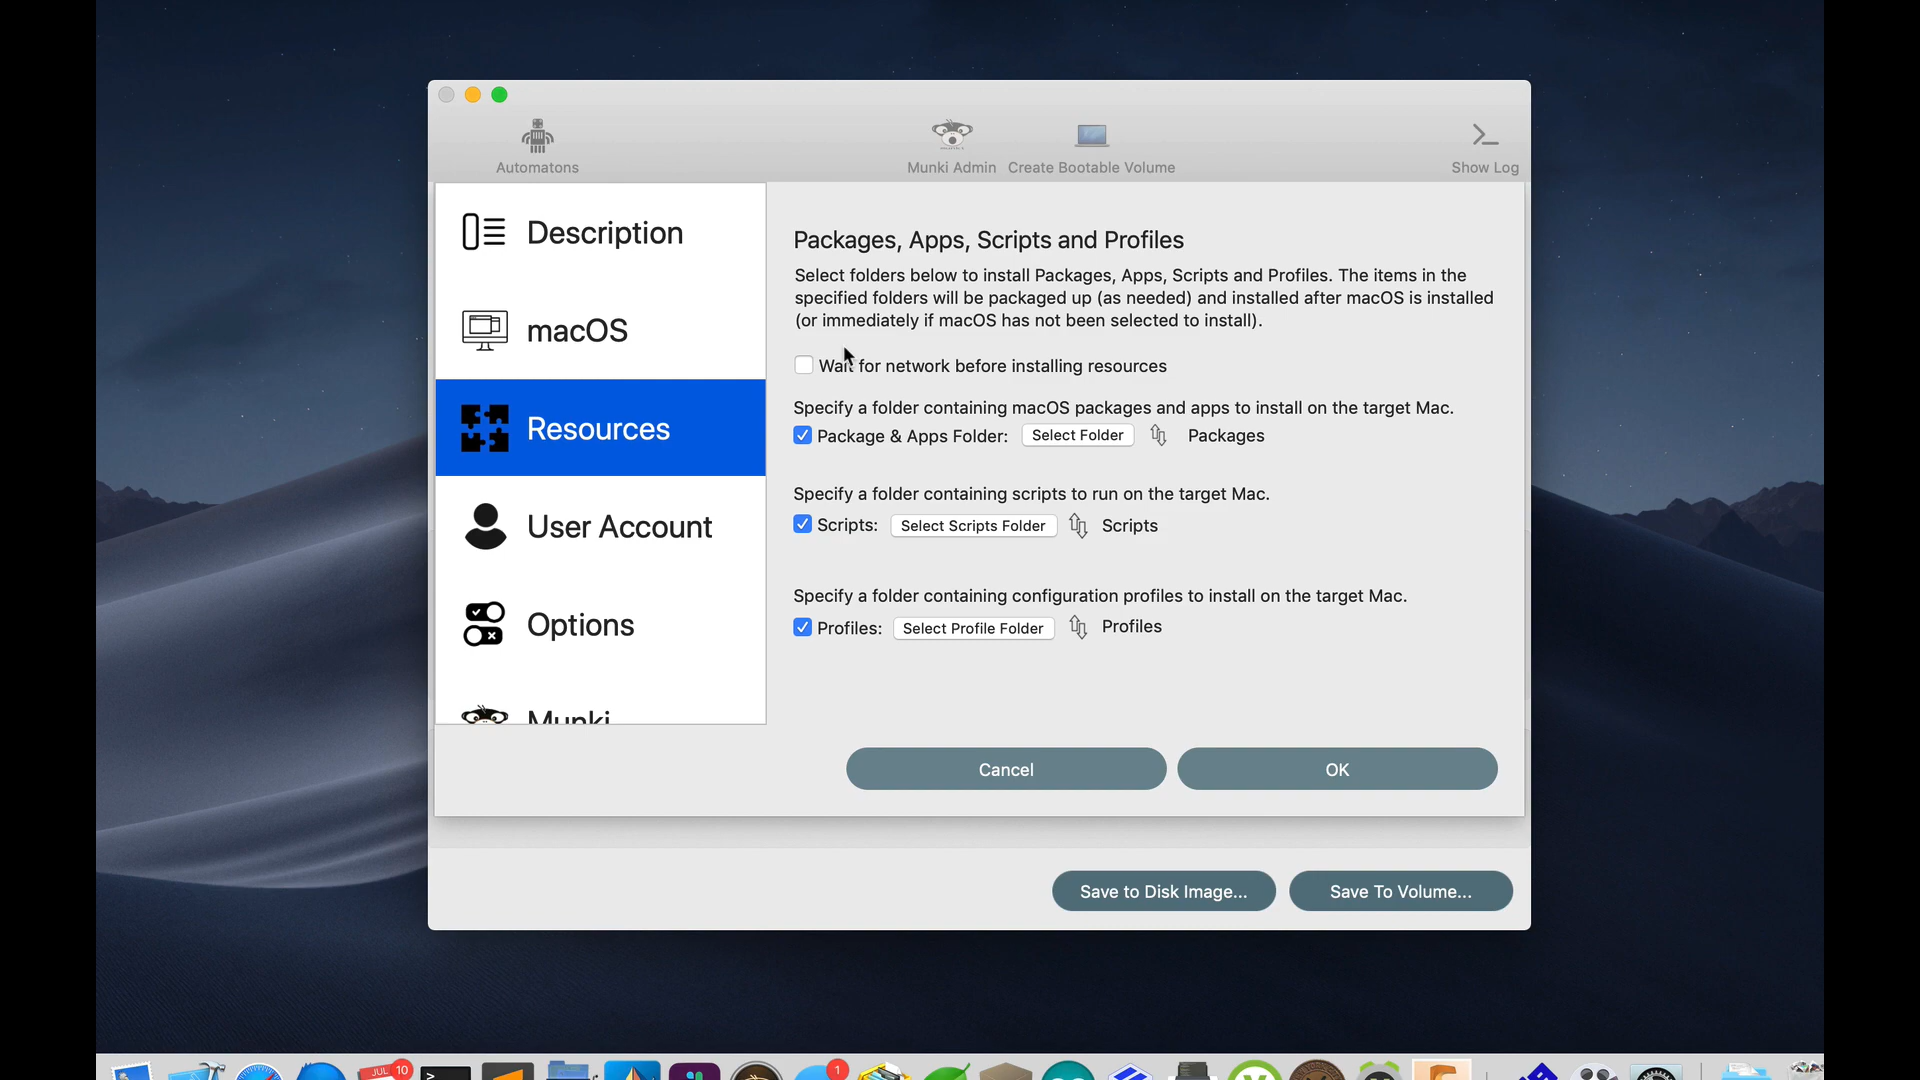 Automatons
Munki Admin
Create Bootable Volume
Show Log
Description
macOS
Resources
User Account
Options
Munki
Packages, Apps, Scripts and Profiles
Select folders below to install Packages, Apps, Scripts and Profiles. The items in the
specified folders will be packaged up (as needed) and installed after macOS is installed
(or immediately if macOS has not been selected to install).
Wait for network before installing resources
Specify a folder containing macOS packages and apps to install on the target Mac.
Package & Apps Folder: Select Folder Packages
Specify a folder containing scripts to run on the target Mac.
Scripts: Select Scripts Folder Scripts
Specify a folder containing configuration profiles to install on the target Mac.
Profiles: Select Profile Folder Profiles
Cancel
OK
Save to Disk Image...
Save To Volume...
JUL 10
1